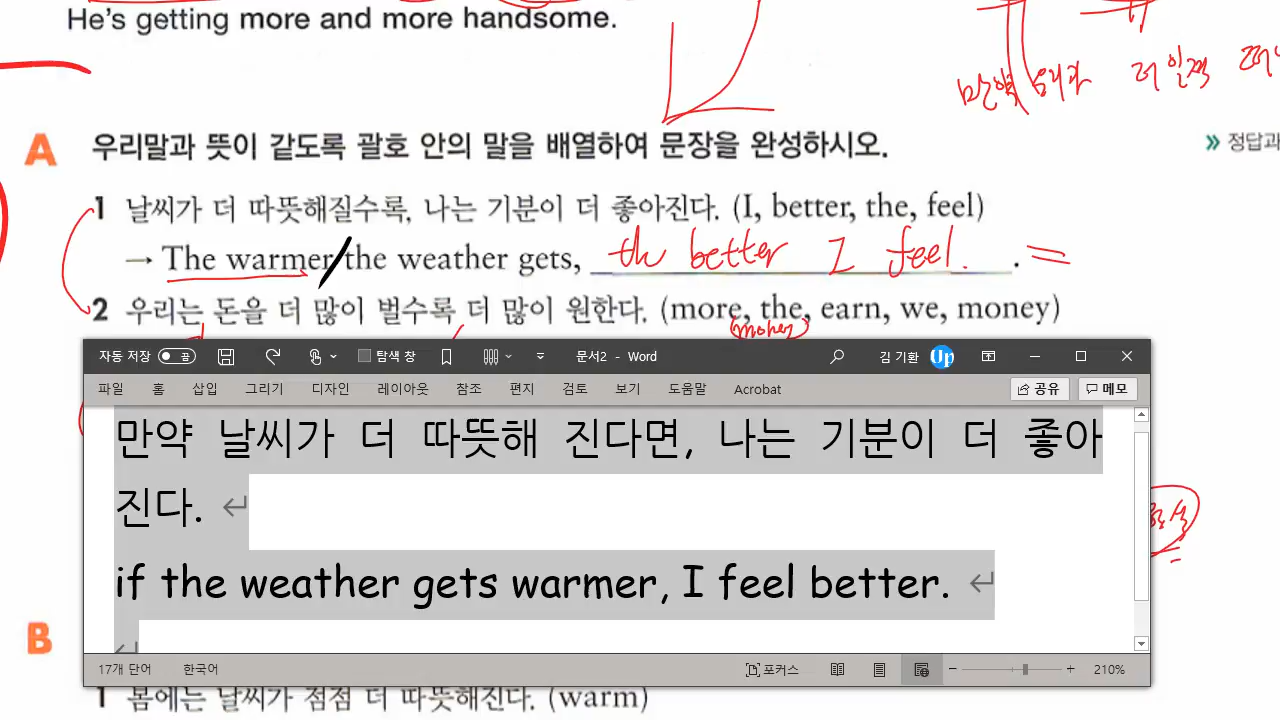 He's getting more and more handsome.
만약 우리가 더 일찍
A 우리말과 뜻이 같도록 괄호 안의 말을 배열하여 문장을 완성하시오.
» 정답과
1 날씨가 더 따뜻해질수록, 나는 기분이 더 좋아진다. (I, better, the, feel)
→ The warmer/the weather gets, the better I feel. . =
2 우리는 돈을 더 많이 벌수록 더 많이 원한다. (more, the, earn, we, money)
(money)
자동 저장 끔 탐색 창 문서2 - Word 김 기환 Up
파일 홈 삽입 그리기 디자인 레이아웃 참조 편지 검토 보기 도움말 Acrobat 공유 메모
만약 날씨가 더 따뜻해 진다면, 나는 기분이 더 좋아
진다.
if the weather gets warmer, I feel better.
17개 단어 한국어 포커스 210%
B
1 봄에는 날씨가 점점 더 따뜻해진다. (warm)